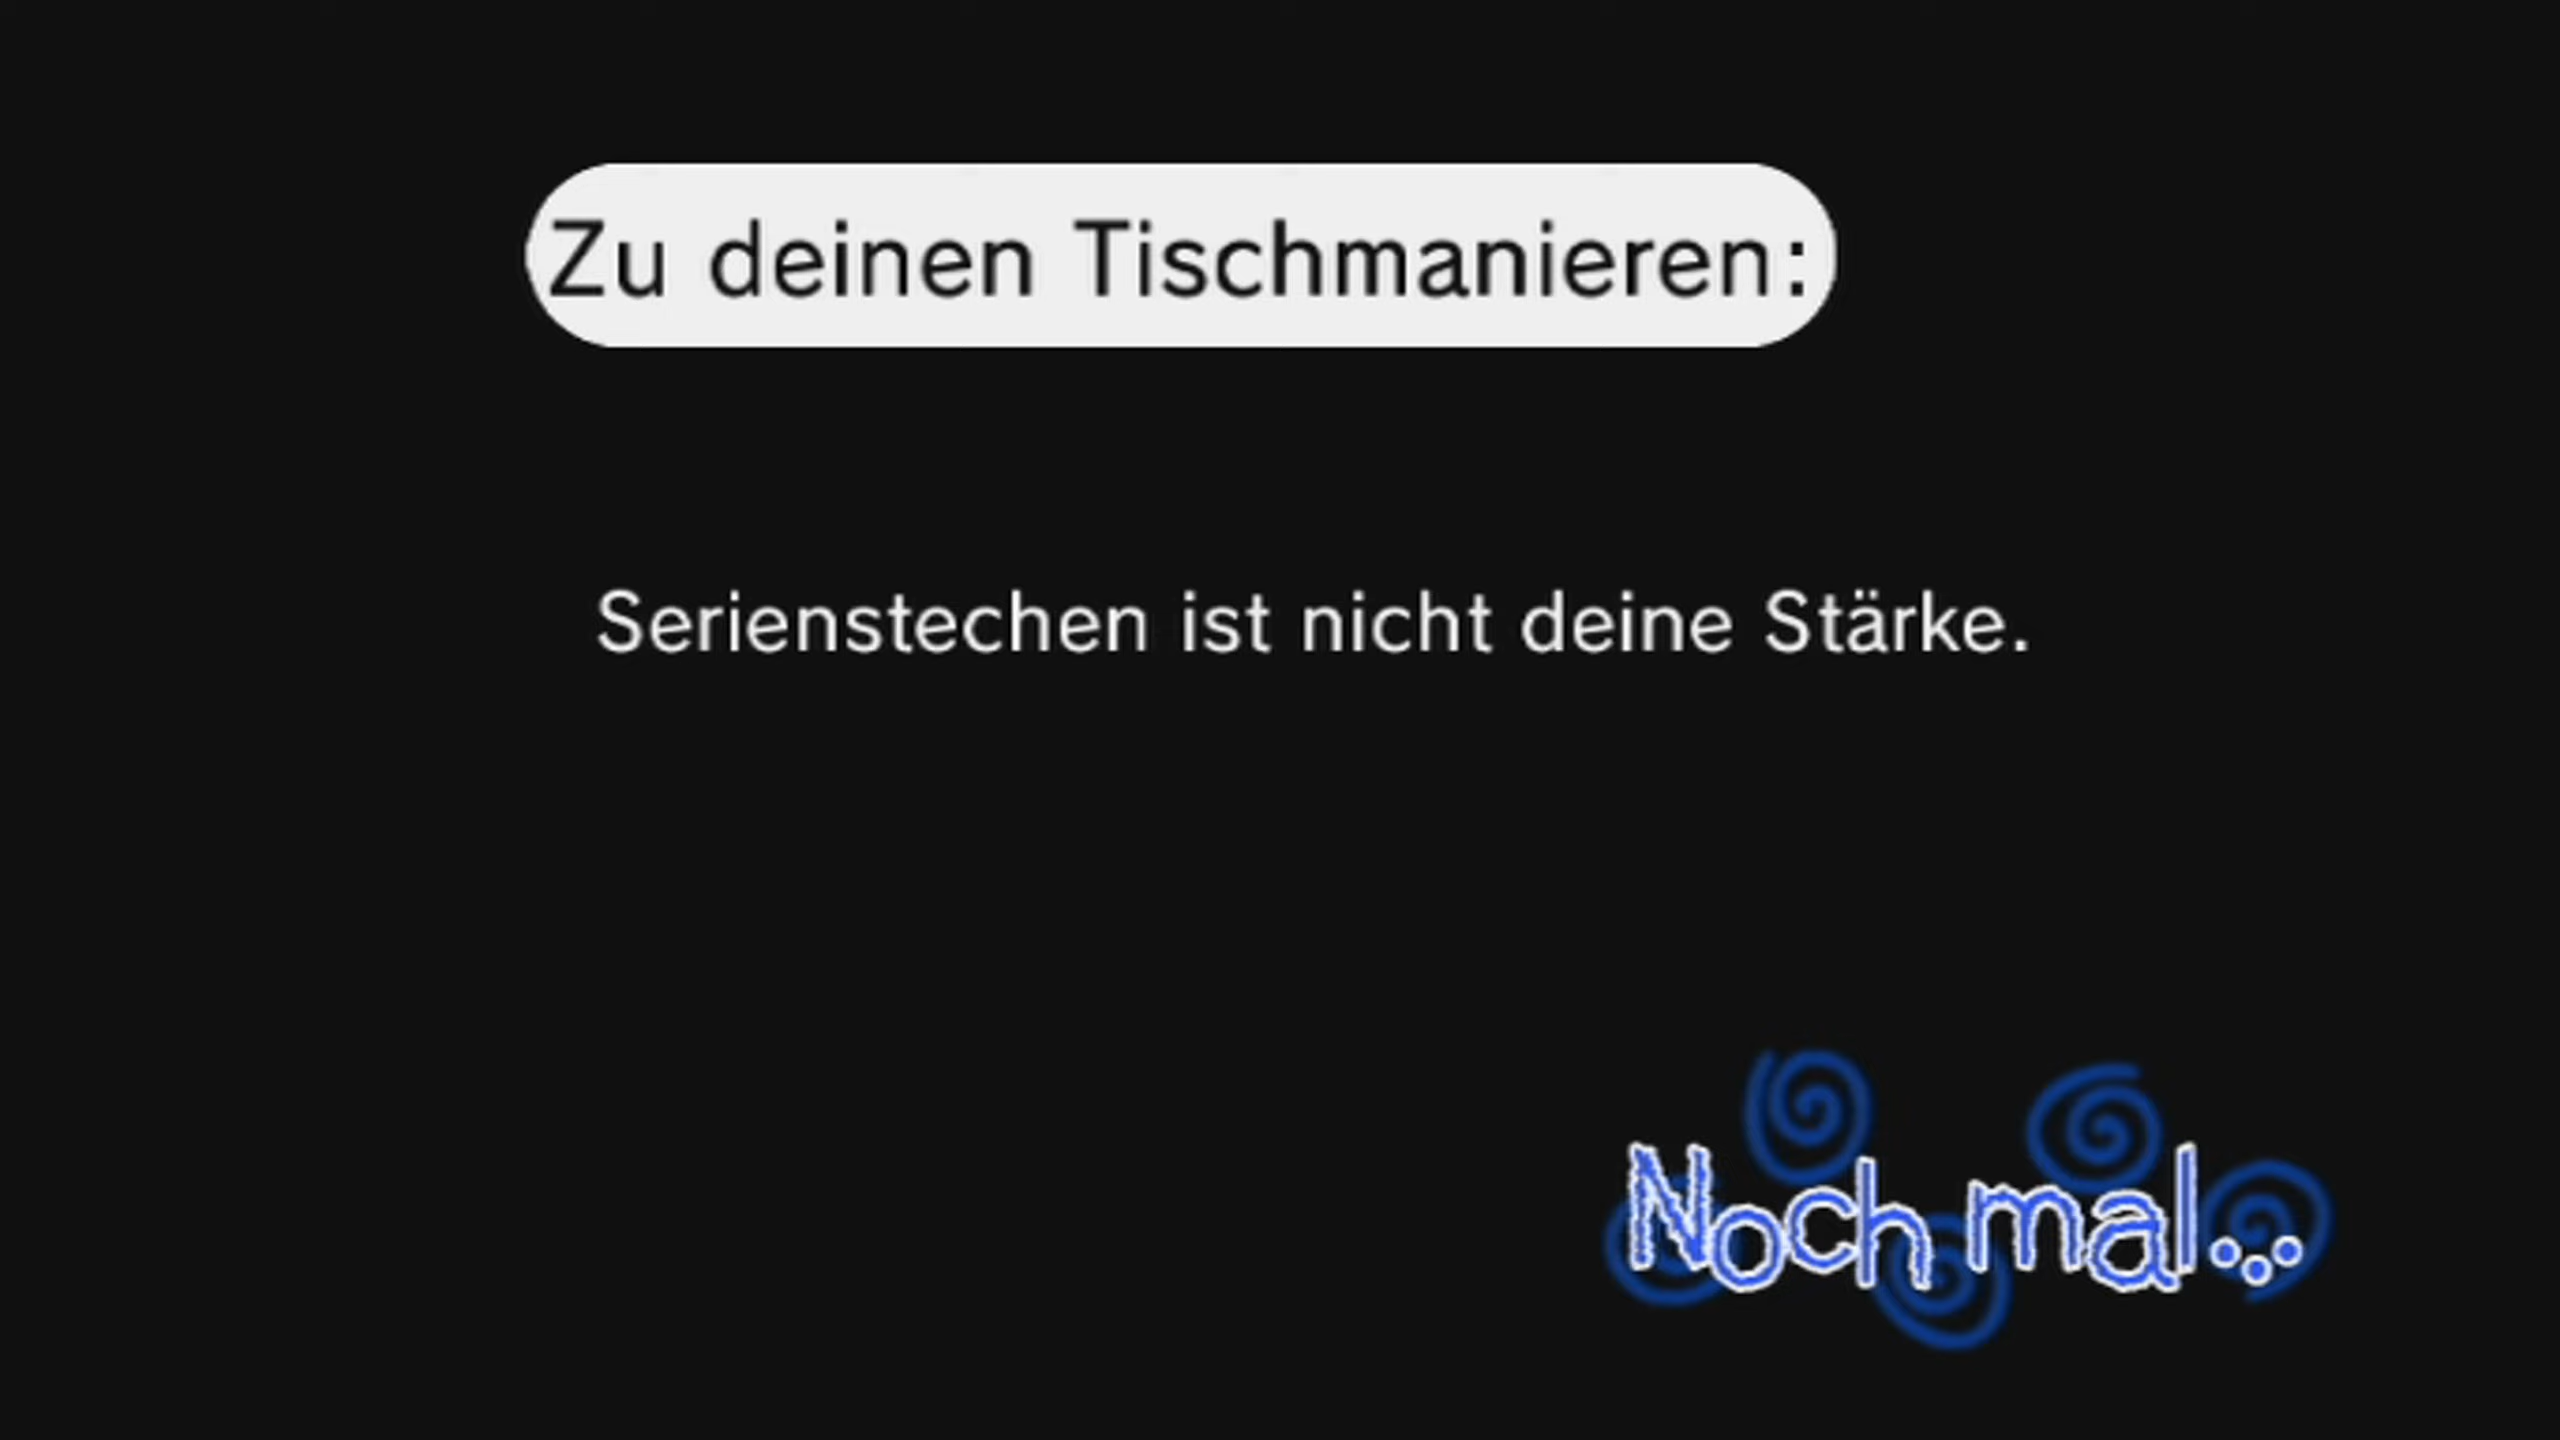 Zu deinen Tischmanieren:
Serienstechen ist nicht deine Stärke.
Noch mal...